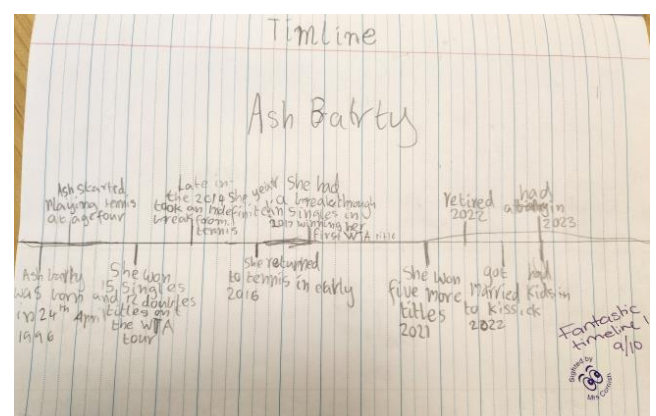 Timline
Ash Batrty
Ash started
playing tennis
at age four
Late in
the 2014 she year
took an indefinite
break from
tennis
She had
a breakthrough
in singles in
2017 winning her
first WTA title
retired
2022
had
a
in
2023
Ash barty
was born
in 24th April
1996
She won
15 singles
and 12 doubles
titles on t
the WTA
tour
She returned
to tennis in early
2016
She won
five more
titles
2021
got
married
to kissick
2022
had
kids in
Fantastic
timeline!
9/10
Sighted by
Mrs